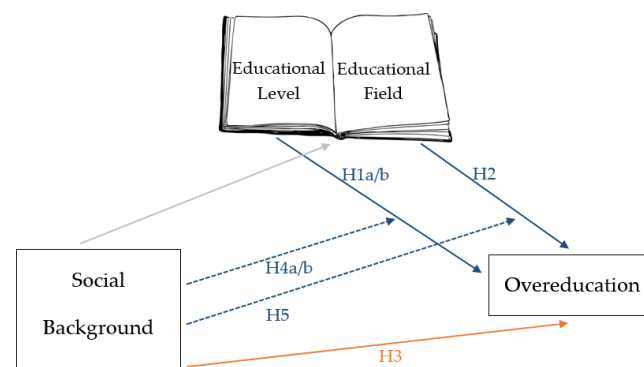 Educational
Level
Educational
Field
H1a/b
H2
H4a/b
H5
Social
Background
Overeducation
H3